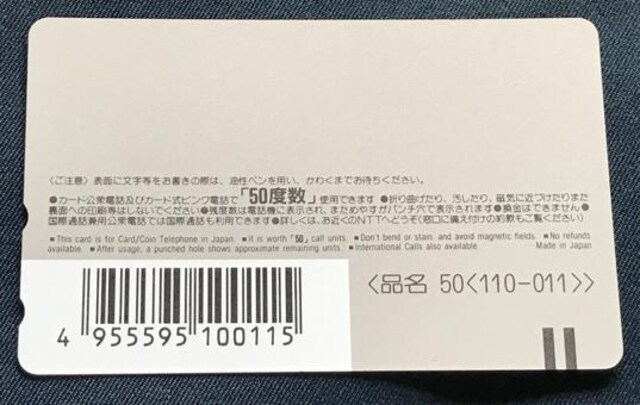 〈ご注意〉表面に文字等をお書きの際は、油性ペンを用い、かわくまでお待ちください。
●カード公衆電話及びカード式ピンク電話で「50度数」使用できます ●折り曲げたり、汚したり、磁気に近づけたりまた
裏面への印刷等はしないでください ●残度数は電話機に表示され、まためやすがパンチ穴で表示されます ●換金はできません ●
国際通話兼用公衆電話では国際通話も利用できます ●詳しくは、お近くのNTTへどうぞ(窓口に備え付けの約款もご覧ください)
■ This card is for Card/Coin Telephone in Japan. ■ It is worth「50」call units ■ Don't bend or stain, and avoid magnetic fields. ■ No refunds
available. ■ After usage, a punched hole shows approximate remaining units. ■ International Calls also available. Made in Japan
〈品名 50〈110-011〉〉
4 955595 100115